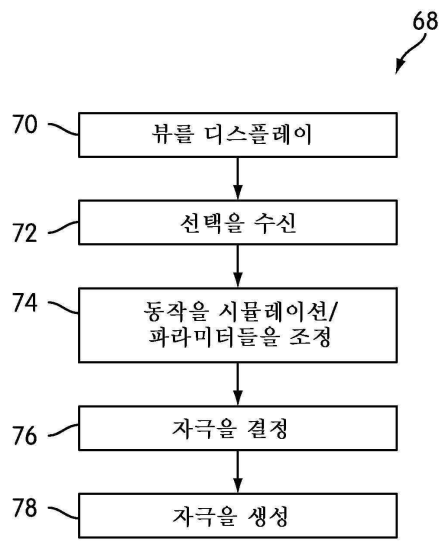 68
70
뷰를 디스플레이
72
선택을 수신
74
동작을 시뮬레이션/
파라미터들을 조정
76
자극을 결정
78
자극을 생성